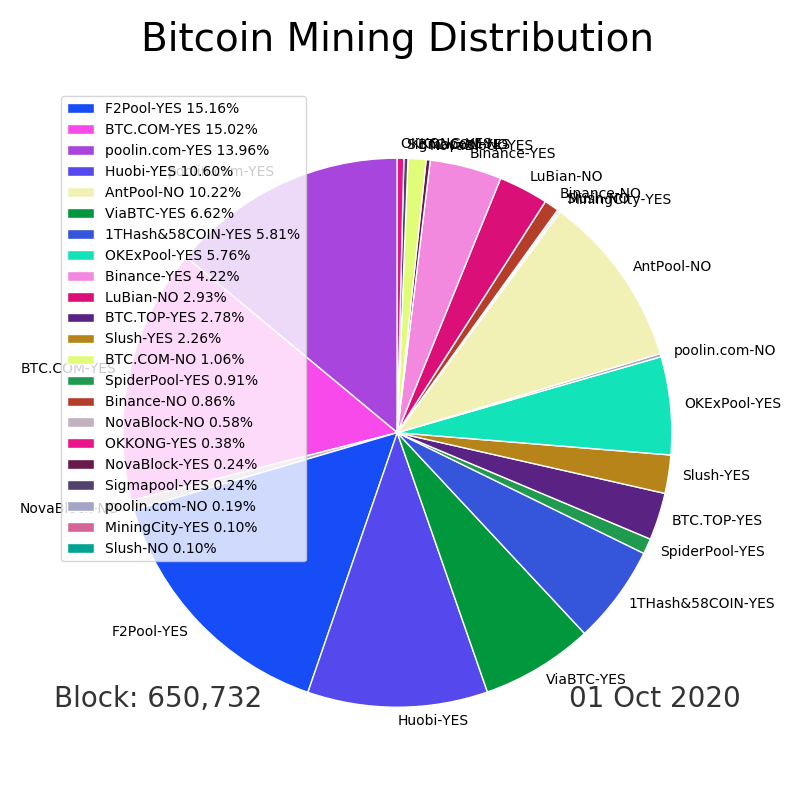 Bitcoin Mining Distribution
F2Pool-YES 15.16%
BTC.COM-YES 15.02%
poolin.com-YES 13.96%
Huobi-YES 10.60%
AntPool-NO 10.22%
ViaBTC-YES 6.62%
1THash&58COIN-YES 5.81%
OKExPool-YES 5.76%
Binance-YES 4.22%
LuBian-NO 2.93%
BTC.TOP-YES 2.78%
Slush-YES 2.26%
BTC.COM-NO 1.06%
SpiderPool-YES 0.91%
Binance-NO 0.86%
NovaBlock-NO 0.58%
OKKONG-YES 0.38%
NovaBlock-YES 0.24%
Sigmapool-YES 0.24%
poolin.com-NO 0.19%
MiningCity-YES 0.10%
Slush-NO 0.10%
OKKONG-YES
Binance-YES
LuBian-NO
Binance-NO
Slush-NO
MiningCity-YES
AntPool-NO
poolin.com-NO
OKExPool-YES
Slush-YES
BTC.TOP-YES
SpiderPool-YES
1THash&58COIN-YES
ViaBTC-YES
Huobi-YES
F2Pool-YES
BTC.COM-YES
Block: 650,732
01 Oct 2020